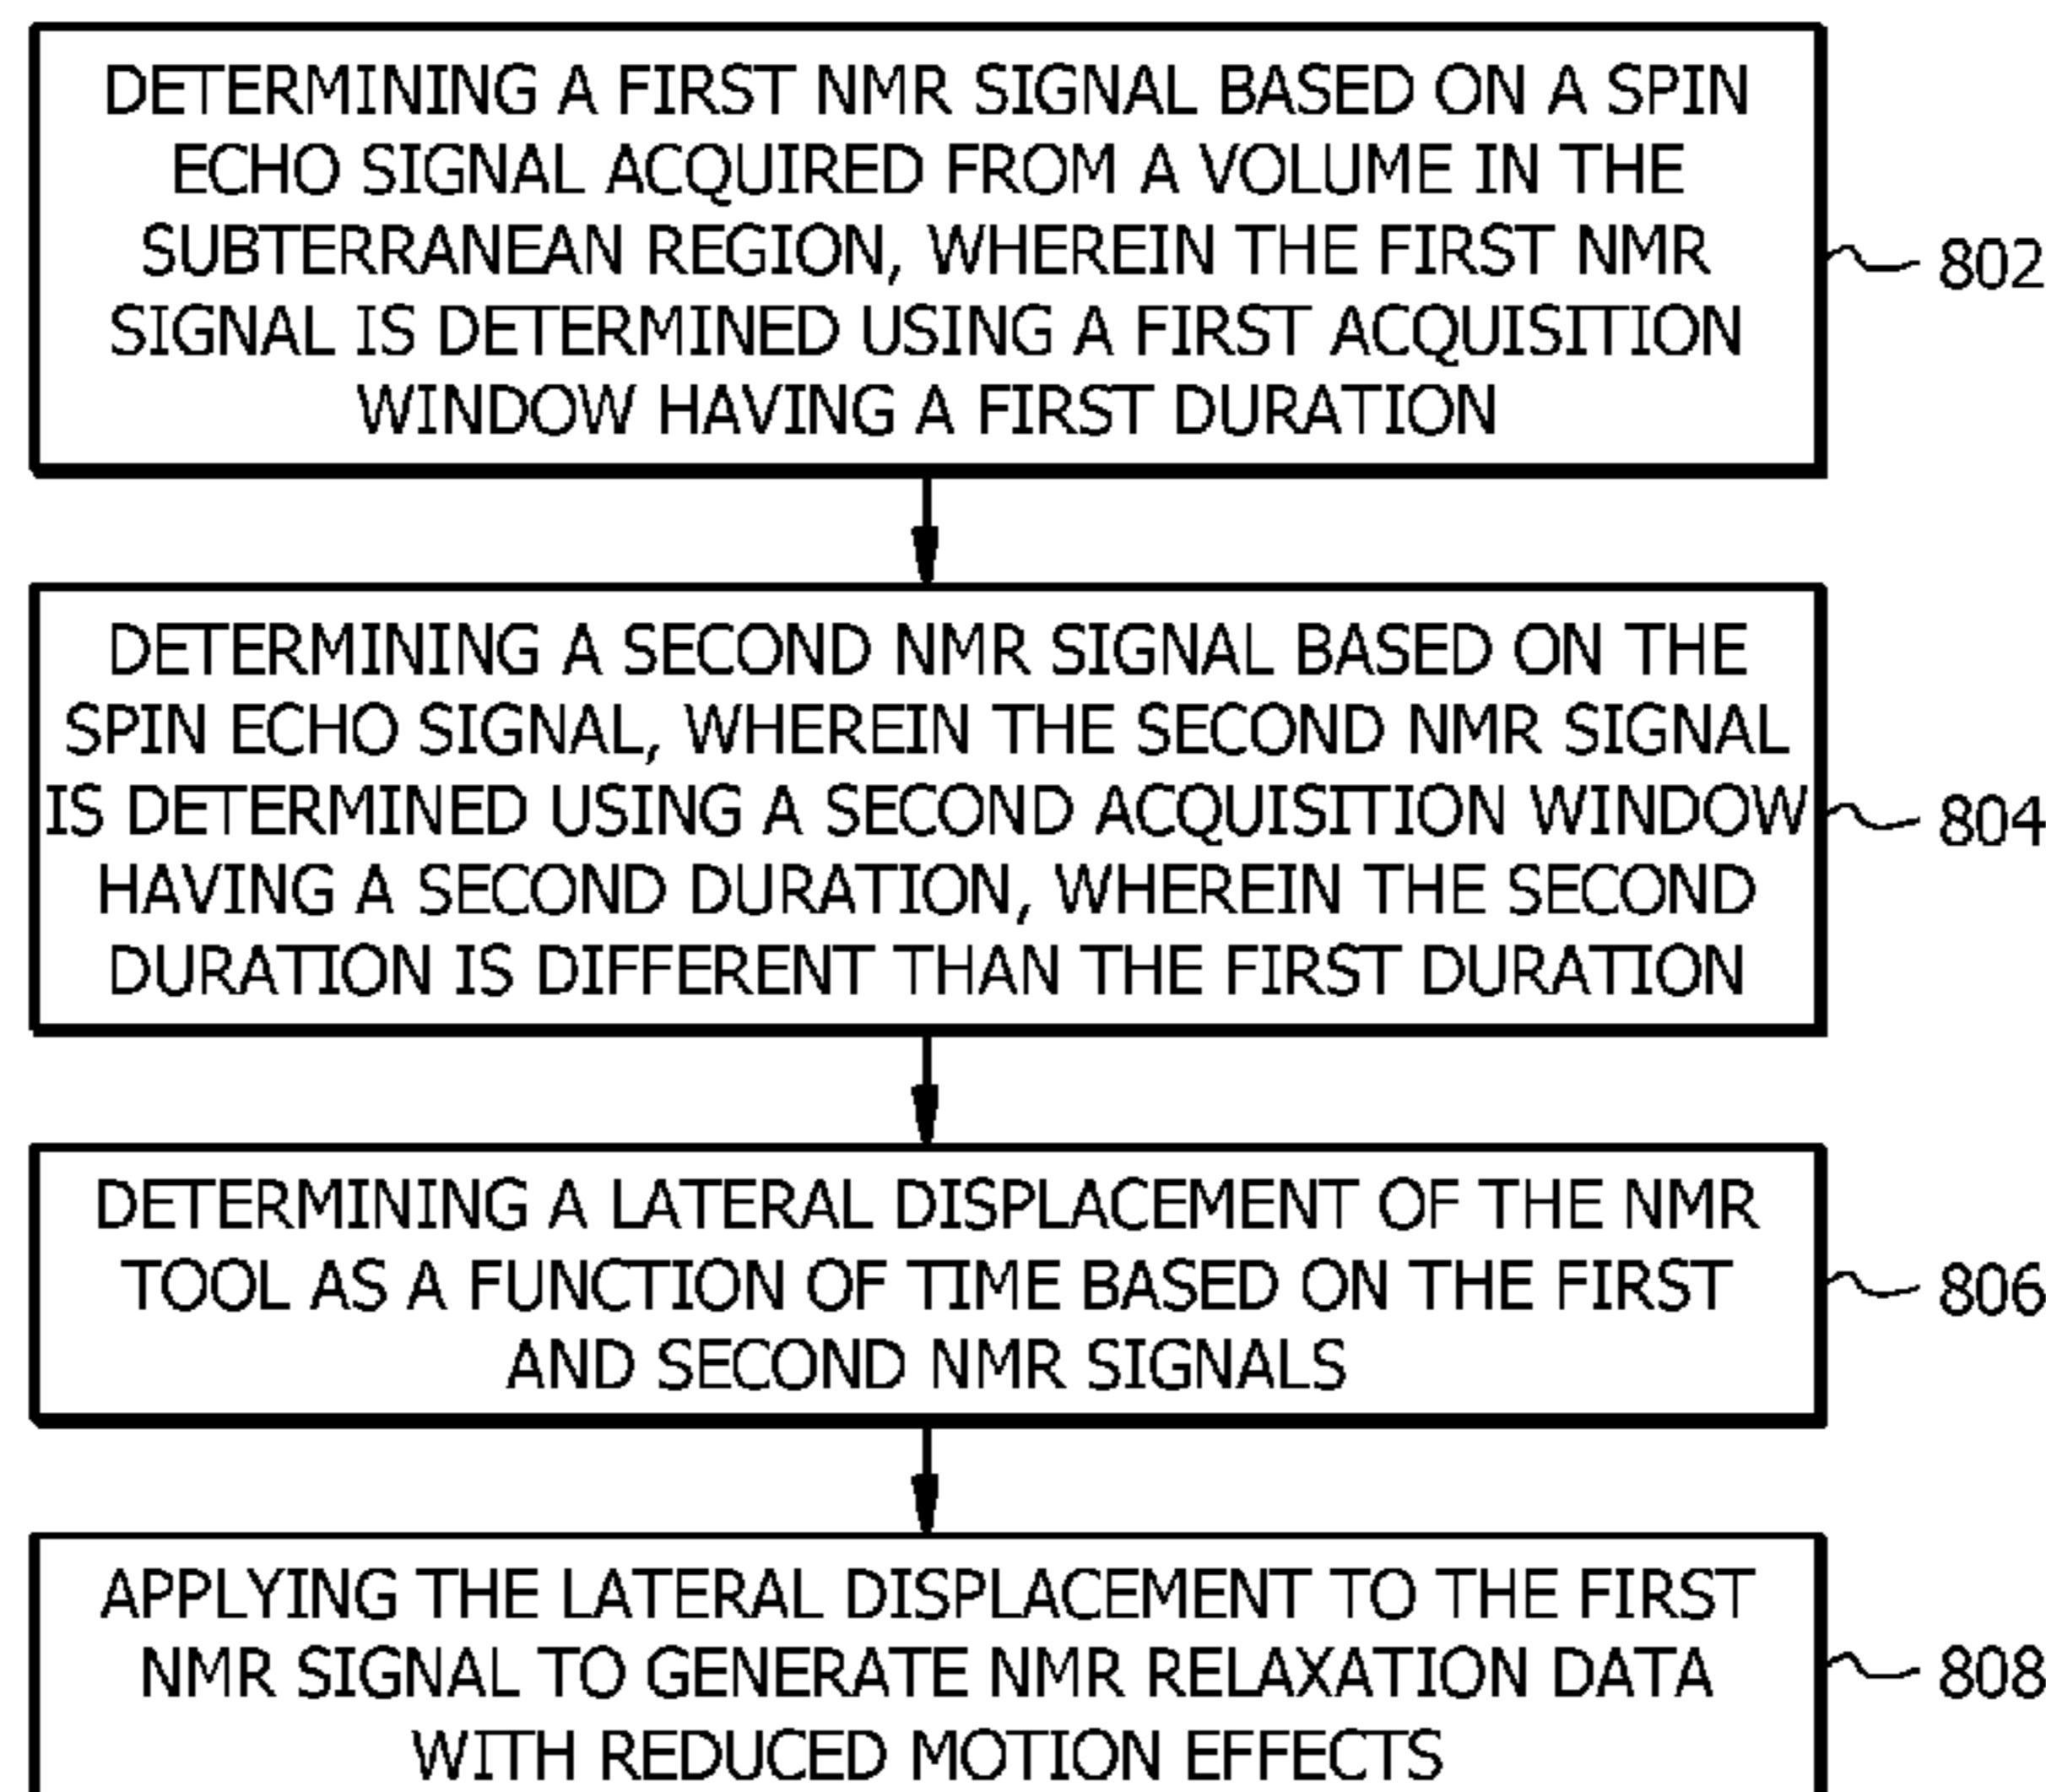 DETERMINING A FIRST NMR SIGNAL BASED ON A SPIN
ECHO SIGNAL ACQUIRED FROM A VOLUME IN THE
SUBTERRANEAN REGION, WHEREIN THE FIRST NMR
SIGNAL IS DETERMINED USING A FIRST ACQUISITION
WINDOW HAVING A FIRST DURATION
802
DETERMINING A SECOND NMR SIGNAL BASED ON THE
SPIN ECHO SIGNAL, WHEREIN THE SECOND NMR SIGNAL
IS DETERMINED USING A SECOND ACQUISITION WINDOW
HAVING A SECOND DURATION, WHEREIN THE SECOND
DURATION IS DIFFERENT THAN THE FIRST DURATION
804
DETERMINING A LATERAL DISPLACEMENT OF THE NMR
TOOL AS A FUNCTION OF TIME BASED ON THE FIRST
AND SECOND NMR SIGNALS
806
APPLYING THE LATERAL DISPLACEMENT TO THE FIRST
NMR SIGNAL TO GENERATE NMR RELAXATION DATA
WITH REDUCED MOTION EFFECTS
808